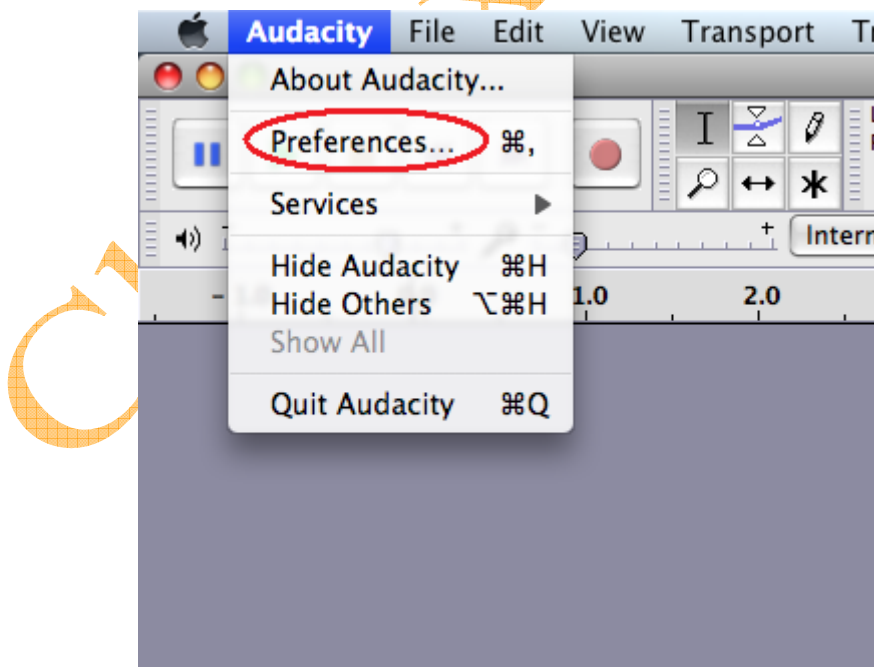 Audacity File Edit View Transport
About Audacity...
Preferences... ⌘,
Services
Hide Audacity ⌘H
Hide Others ⌥⌘H
Show All
Quit Audacity ⌘Q
1.0 2.0